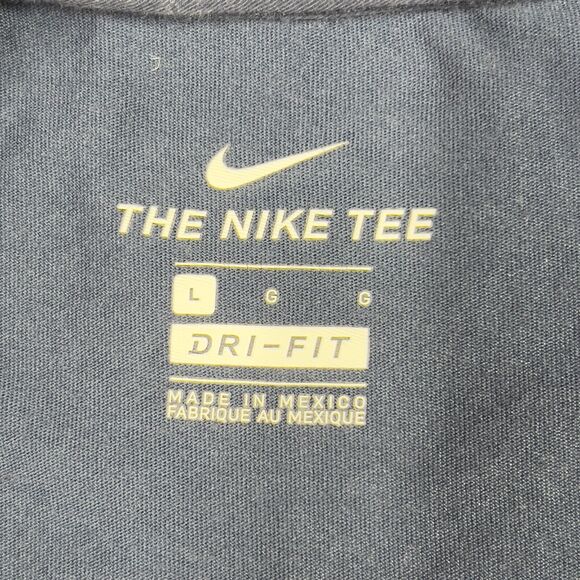 THE NIKE TEE
L G G
DRI-FIT
MADE IN MEXICO
FABRIQUE AU MEXIQUE